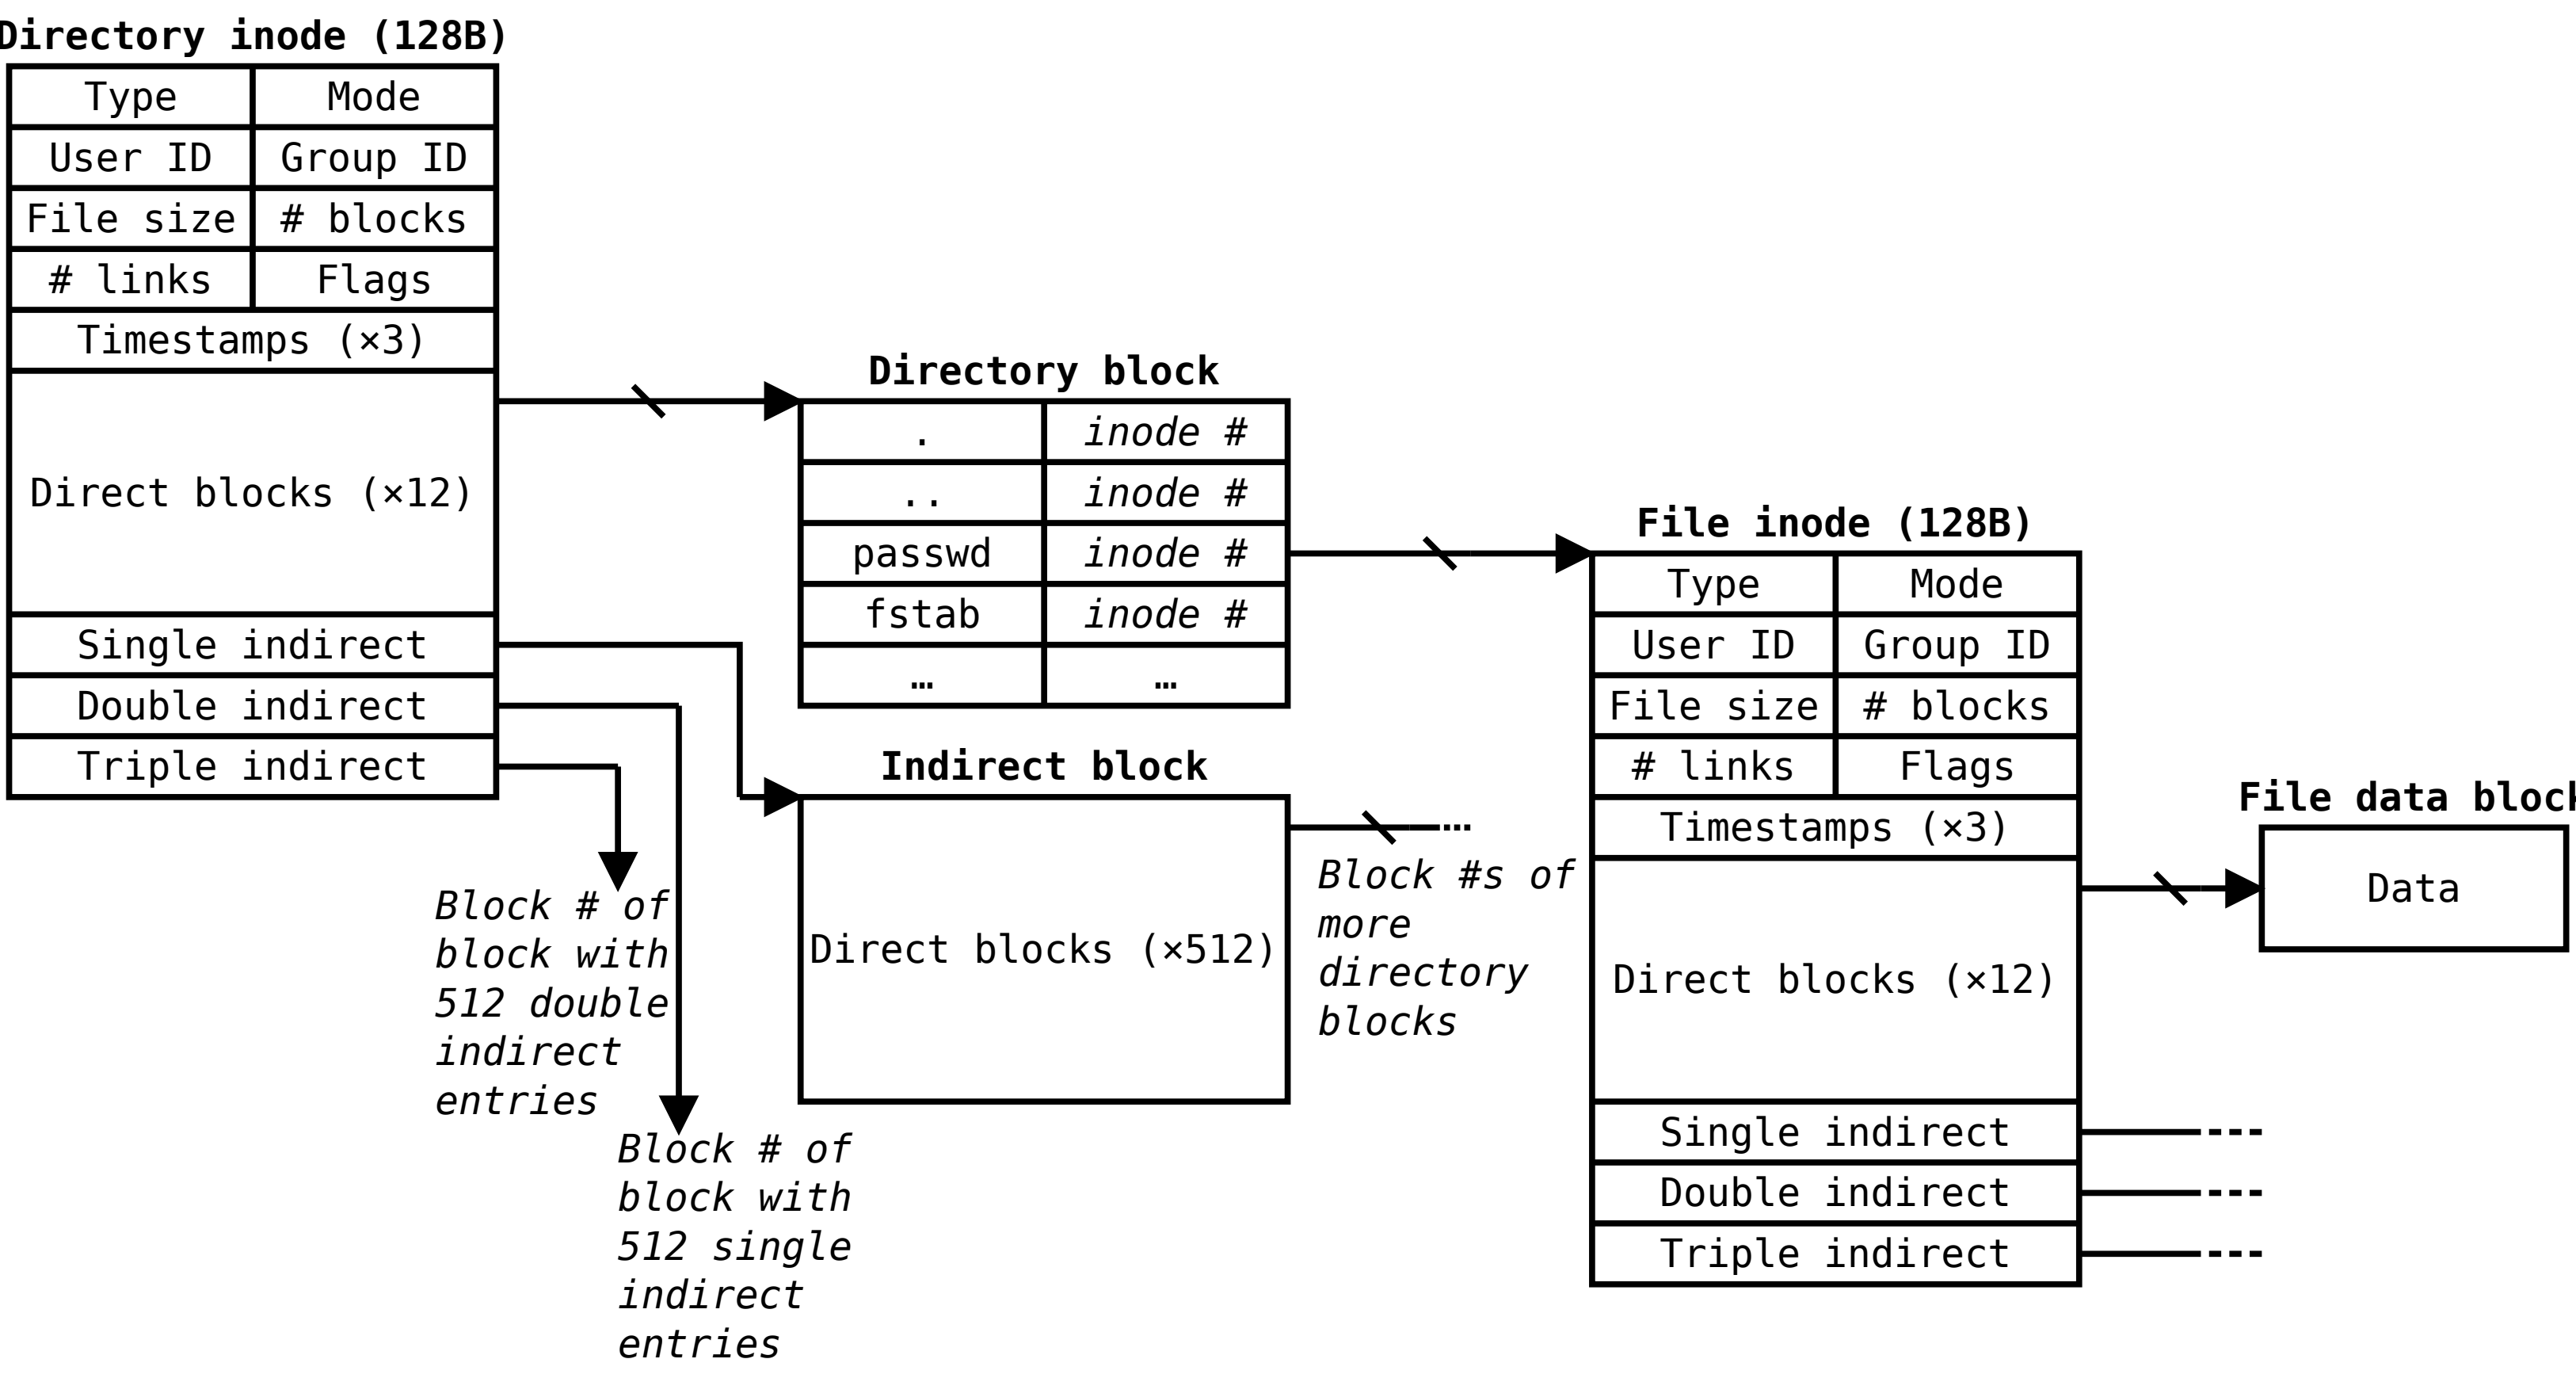 Directory inode (128B)
Type Mode
User ID Group ID
File size # blocks
# links Flags
Timestamps (×3)
Direct blocks (×12)
Single indirect
Double indirect
Triple indirect
Block # of
block with
512 double
indirect
entries
Block # of
block with
512 single
indirect
entries
Directory block
. inode #
.. inode #
passwd inode #
fstab inode #
… …
Indirect block
Direct blocks (×512)
Block #s of
more
directory
blocks
File inode (128B)
Type Mode
User ID Group ID
File size # blocks
# links Flags
Timestamps (×3)
Direct blocks (×12)
Single indirect
Double indirect
Triple indirect
File data block
Data